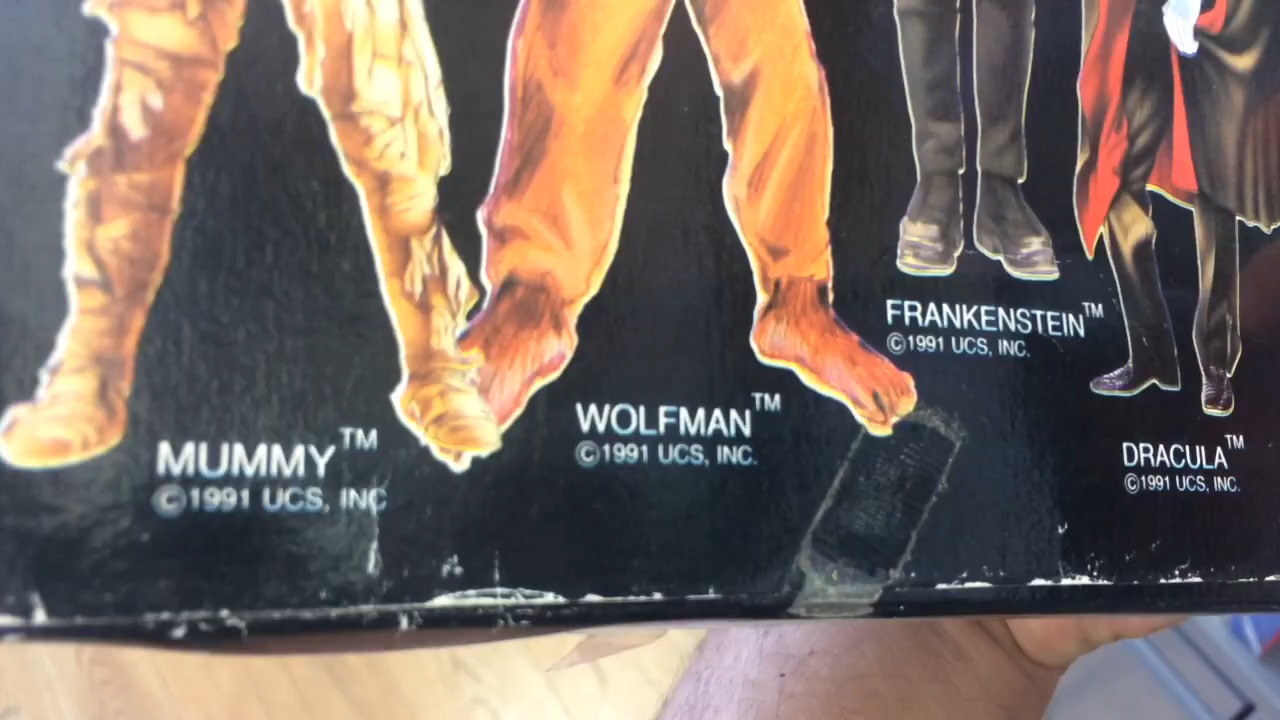 MUMMY™
©1991 UCS, INC
WOLFMAN™
©1991 UCS, INC.
FRANKENSTEIN™
©1991 UCS, INC.
DRACULA™
©1991 UCS, INC.